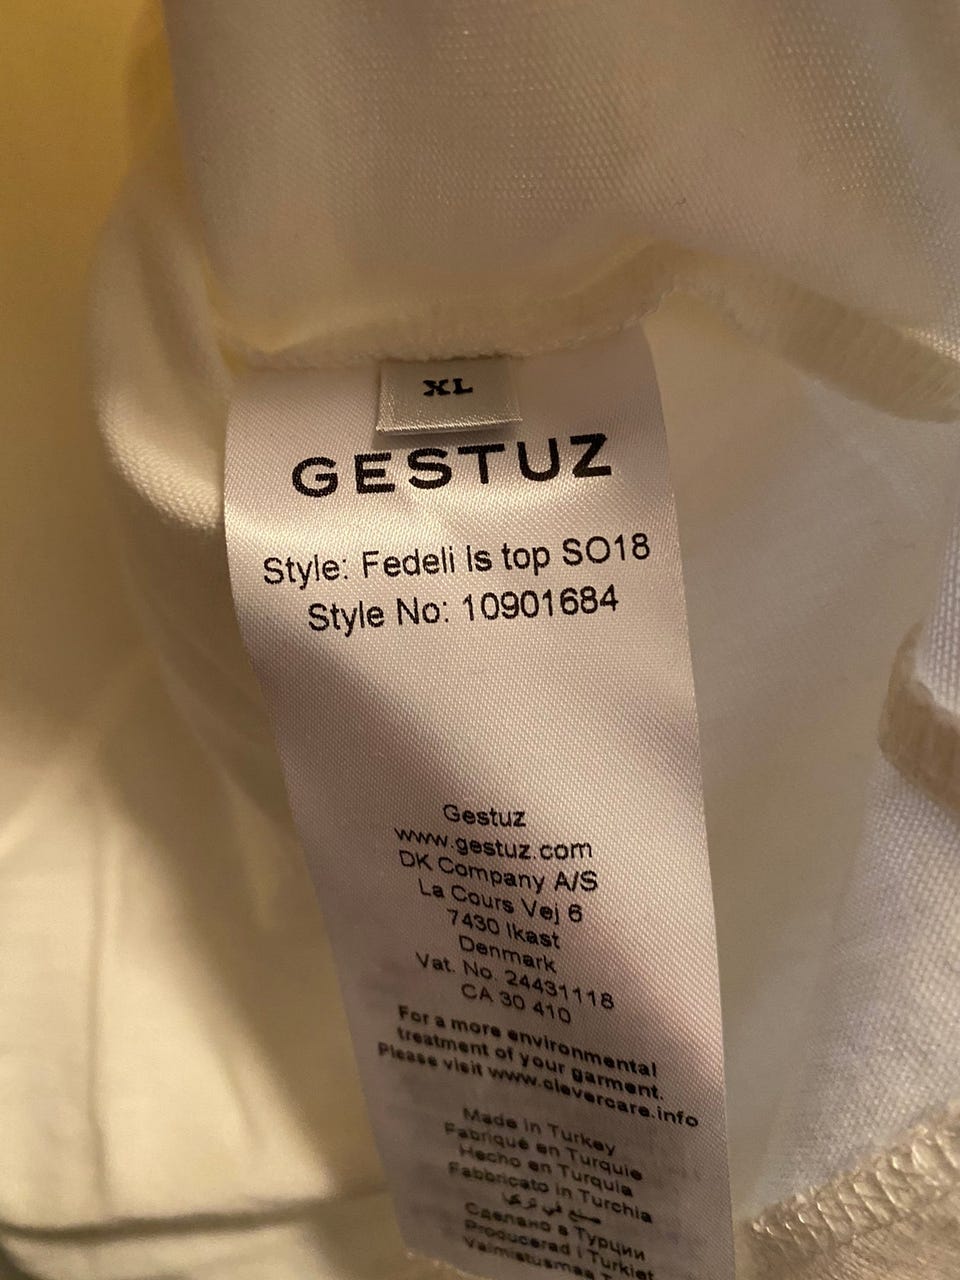 XL
GESTUZ
Style: Fedeli ls top SO18
Style No: 10901684
Gestuz
www.gestuz.com
DK Company A/S
La Cours Vej 6
7430 Ikast
Denmark
Vat. No. 24431118
CA 30 410
For a more environmental
treatment of your garment.
Please visit www.clevercare.info
Made in Turkey
Fabriqué en Turquie
Hecho en Turquia
Fabbricato in Turchia
صنع في تركيا
Сделано в Турции
Producerad i Turkiet
Valmistusmaa